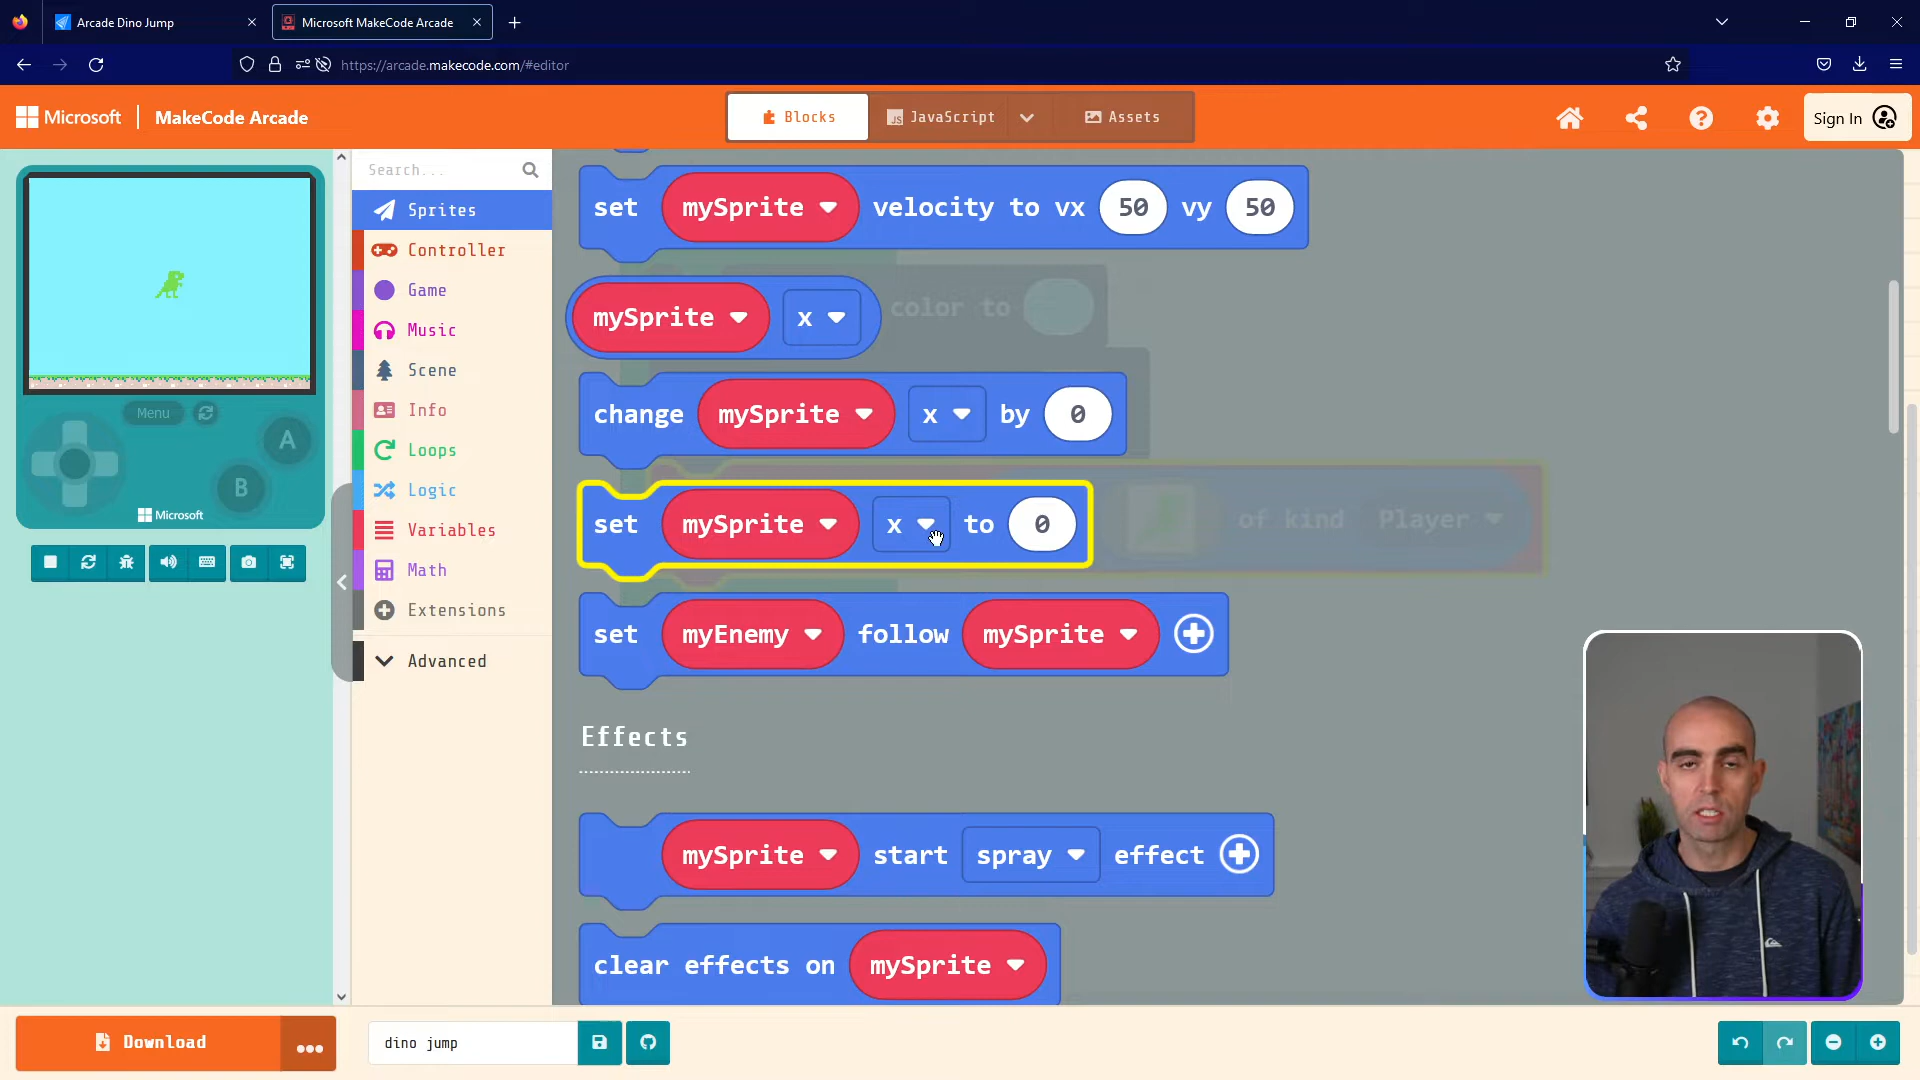 Arcade Dino Jump
Microsoft MakeCode Arcade
https://arcade.makecode.com/#editor
Microsoft
MakeCode Arcade
Blocks
JavaScript
Assets
Sign In
Menu
A
B
Microsoft
Search...
Sprites
Controller
Game
Music
Scene
Info
Loops
Logic
Variables
Math
Extensions
Advanced
set mySprite velocity to vx 50 vy 50
mySprite x
color to
change mySprite x by 0
set mySprite x to 0
of kind Player
set myEnemy follow mySprite
Effects
mySprite start spray effect
clear effects on mySprite
Download
dino jump